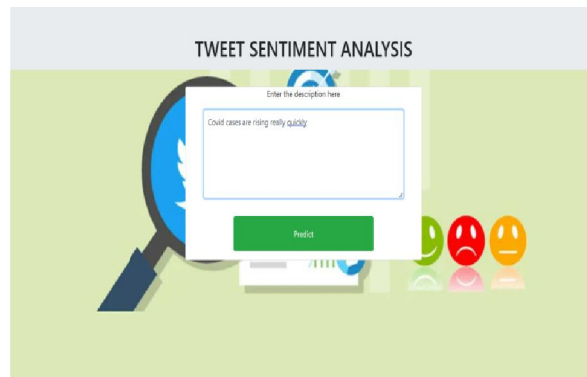 TWEET SENTIMENT ANALYSIS
Enter the description here
Covid cases are rising really quickly
Predict